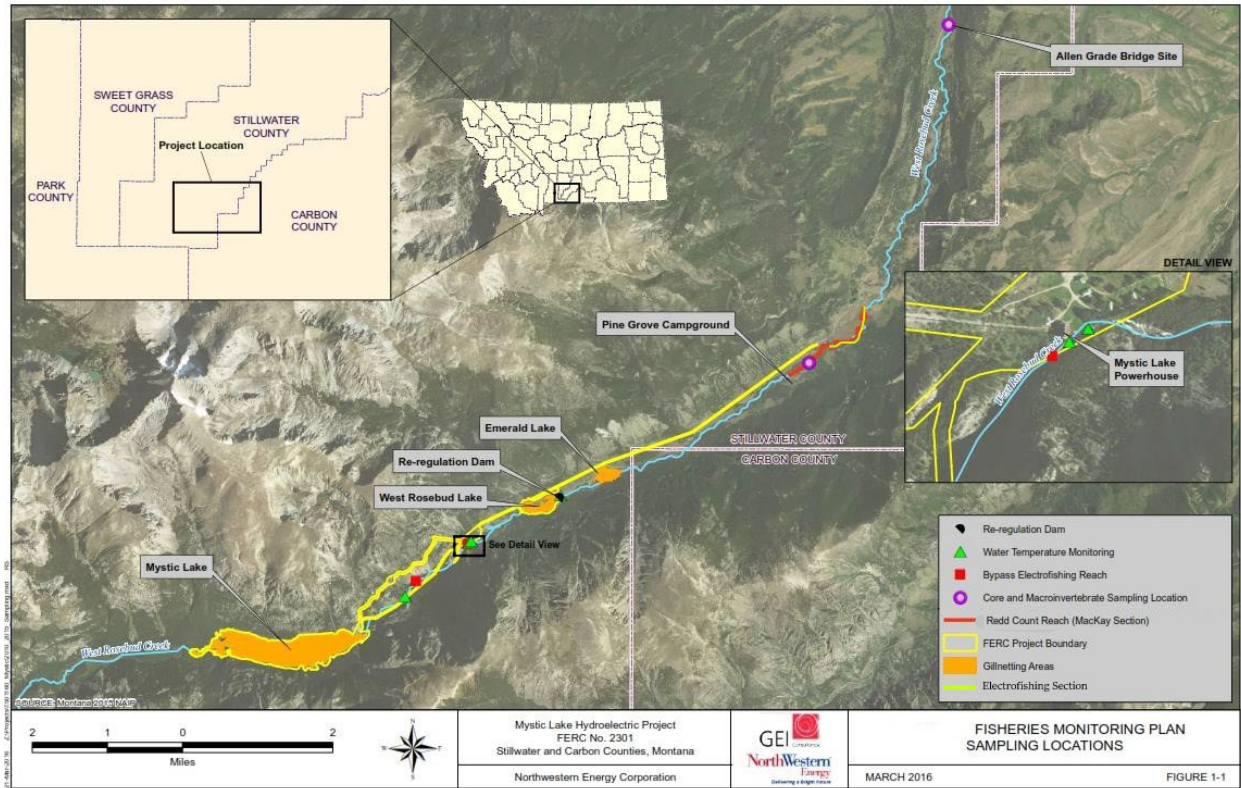 SWEET GRASS
COUNTY
STILLWATER
COUNTY
Project Location
PARK
COUNTY
CARBON
COUNTY
Allen Grade Bridge Site
West Rosebud Creek
DETAIL VIEW
West Rosebud Creek
Mystic Lake
Powerhouse
Pine Grove Campground
Emerald Lake
STILLWATER COUNTY
CARBON COUNTY
Re-regulation Dam
West Rosebud Lake
See Detail View
Mystic Lake
West Rosebud Creek
Re-regulation Dam
Water Temperature Monitoring
Bypass Electrofishing Reach
Core and Macroinvertebrate Sampling Location
Redd Count Reach (MacKay Section)
FERC Project Boundary
Gillnetting Areas
Electrofishing Section
SOURCE: Montana 2015 NAIP
2 1 0 2
Miles
N
W E
S
Mystic Lake Hydroelectric Project
FERC No. 2301
Stillwater and Carbon Counties, Montana
Northwestern Energy Corporation
GEI Consultants
NorthWestern
Energy
Delivering a Bright Future
FISHERIES MONITORING PLAN
SAMPLING LOCATIONS
MARCH 2016
FIGURE 1-1